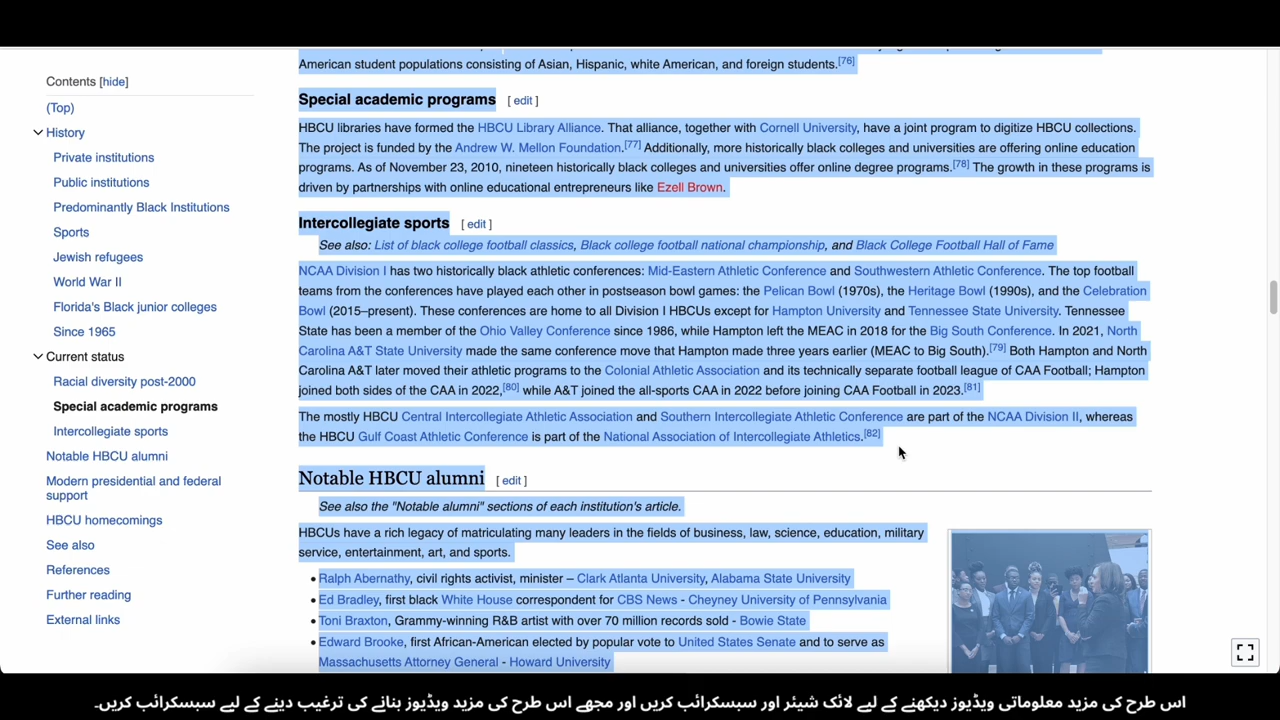 Contents [hide]
(Top)
History
Private institutions
Public institutions
Predominantly Black Institutions
Sports
Jewish refugees
World War II
Florida's Black junior colleges
Since 1965
Current status
Racial diversity post-2000
Special academic programs
Intercollegiate sports
Notable HBCU alumni
Modern presidential and federal
support
HBCU homecomings
See also
References
Further reading
External links
American student populations consisting of Asian, Hispanic, white American, and foreign students.[76]
Special academic programs [ edit ]
HBCU libraries have formed the HBCU Library Alliance. That alliance, together with Cornell University, have a joint program to digitize HBCU collections.
The project is funded by the Andrew W. Mellon Foundation.[77] Additionally, more historically black colleges and universities are offering online education
programs. As of November 23, 2010, nineteen historically black colleges and universities offer online degree programs.[78] The growth in these programs is
driven by partnerships with online educational entrepreneurs like Ezell Brown.
Intercollegiate sports [ edit ]
See also: List of black college football classics, Black college football national championship, and Black College Football Hall of Fame
NCAA Division I has two historically black athletic conferences: Mid-Eastern Athletic Conference and Southwestern Athletic Conference. The top football
teams from the conferences have played each other in postseason bowl games: the Pelican Bowl (1970s), the Heritage Bowl (1990s), and the Celebration
Bowl (2015–present). These conferences are home to all Division I HBCUs except for Hampton University and Tennessee State University. Tennessee
State has been a member of the Ohio Valley Conference since 1986, while Hampton left the MEAC in 2018 for the Big South Conference. In 2021, North
Carolina A&T State University made the same conference move that Hampton made three years earlier (MEAC to Big South).[79] Both Hampton and North
Carolina A&T later moved their athletic programs to the Colonial Athletic Association and its technically separate football league of CAA Football; Hampton
joined both sides of the CAA in 2022,[80] while A&T joined the all-sports CAA in 2022 before joining CAA Football in 2023.[81]
The mostly HBCU Central Intercollegiate Athletic Association and Southern Intercollegiate Athletic Conference are part of the NCAA Division II, whereas
the HBCU Gulf Coast Athletic Conference is part of the National Association of Intercollegiate Athletics.[82]
Notable HBCU alumni [ edit ]
See also the "Notable alumni" sections of each institution's article.
HBCUs have a rich legacy of matriculating many leaders in the fields of business, law, science, education, military
service, entertainment, art, and sports.
• Ralph Abernathy, civil rights activist, minister – Clark Atlanta University, Alabama State University
• Ed Bradley, first black White House correspondent for CBS News - Cheyney University of Pennsylvania
• Toni Braxton, Grammy-winning R&B artist with over 70 million records sold - Bowie State
• Edward Brooke, first African-American elected by popular vote to United States Senate and to serve as
Massachusetts Attorney General - Howard University
اس طرح کی مزید معلوماتی ویڈیوز دیکھنے کے لیے لائک شیئر اور سبسکرائب کریں اور مجھے اس طرح کی مزید ویڈیوز بنانے کی ترغیب دینے کے لیے سبسکرائب کریں۔